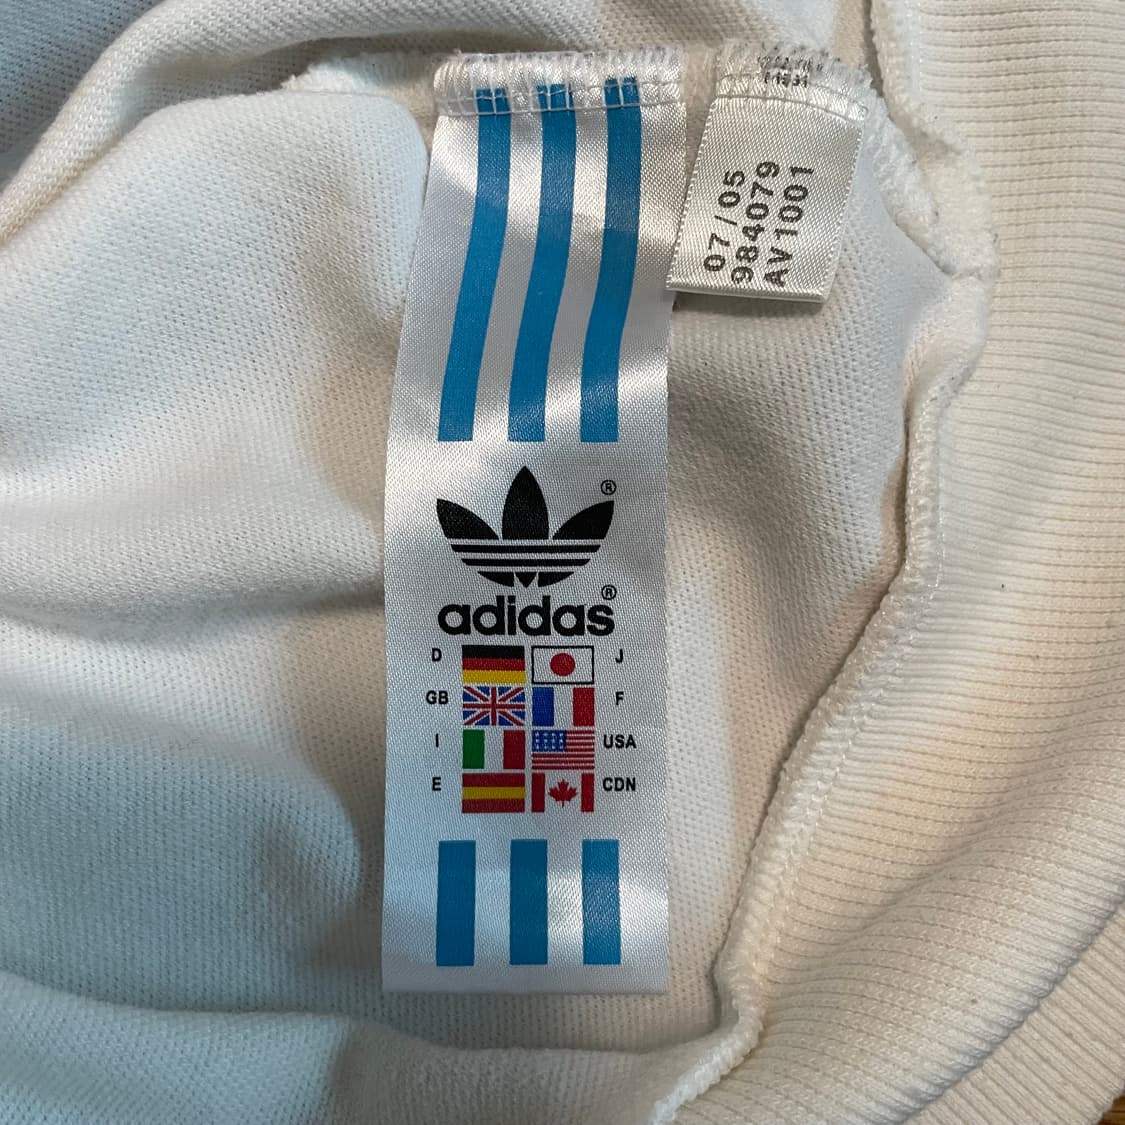 07/05
984079
AV1001
®
adidas®
D J
GB F
I USA
E CDN